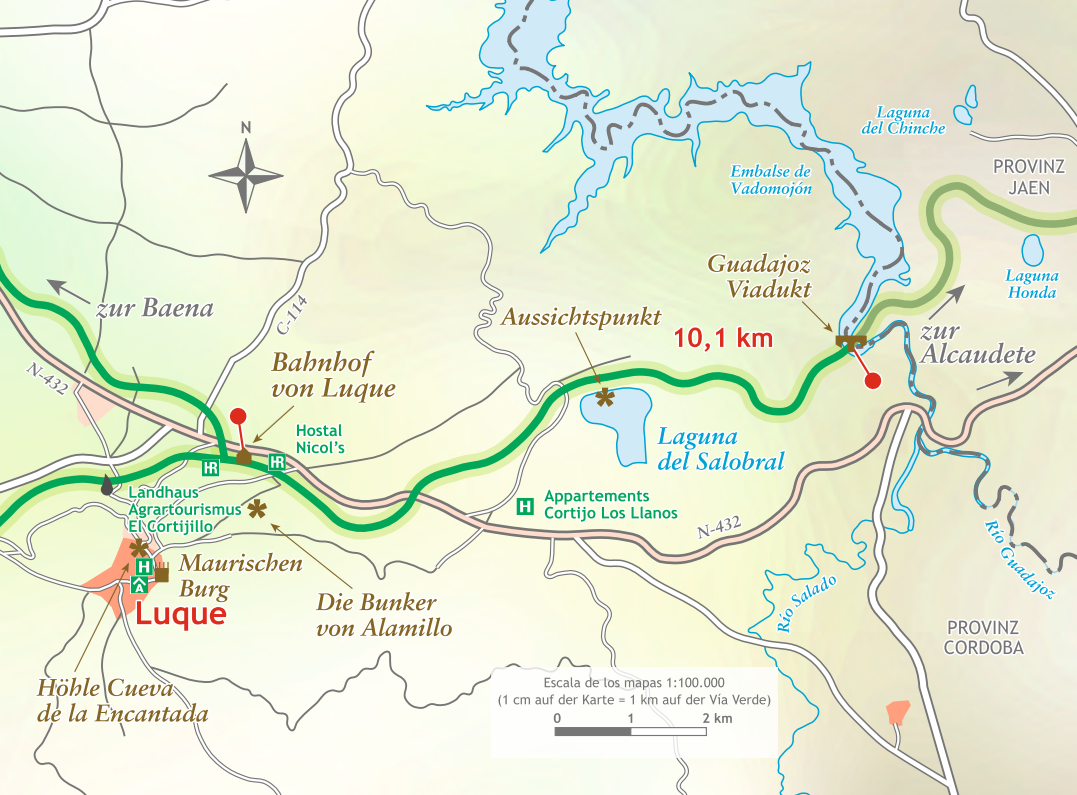 Laguna
del Chinche
N
PROVINZ
JAEN
Embalse de
Vadomojón
Guadajoz
Viadukt
Laguna
Honda
zur Baena
C-114
Aussichtspunkt
10,1 km
zur
Alcaudete
N-432
Bahnhof
von Luque
Hostal
Nicol's
HR
HR
Laguna
del Salobral
Landhaus
Agrartourismus
El Cortijillo
H
Appartements
Cortijo Los Llanos
N-432
Río Guadajoz
H
Maurischen
Burg
Luque
Die Bunker
von Alamillo
Río Salado
PROVINZ
CORDOBA
Höhle Cueva
de la Encantada
Escala de los mapas 1:100.000
(1 cm auf der Karte = 1 km auf der Vía Verde)
0 1 2 km